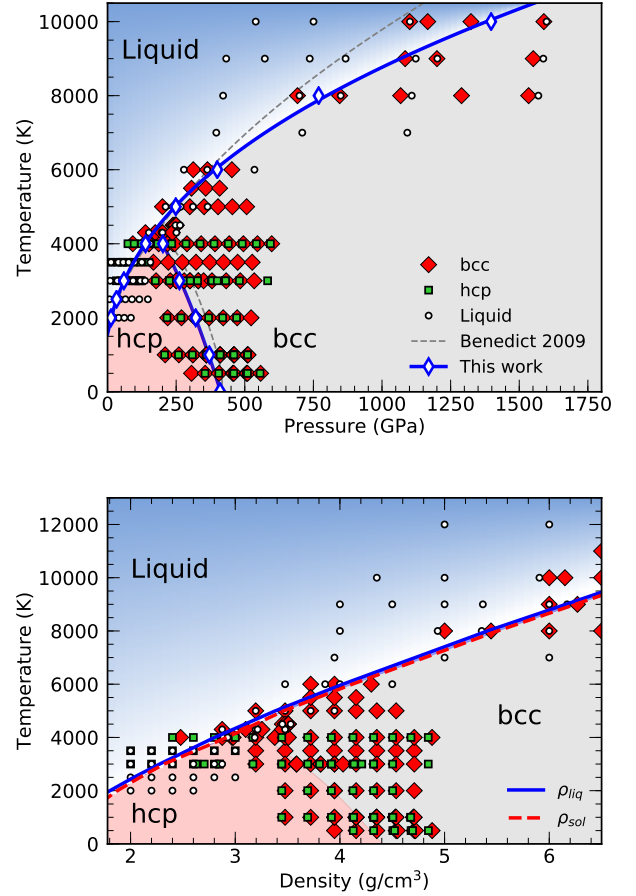 10000
8000
6000
4000
2000
0
Temperature (K)
Liquid
hcp
bcc
bcc
hcp
Liquid
Benedict 2009
This work
0 250 500 750 1000 1250 1500 1750
Pressure (GPa)
12000
10000
8000
6000
4000
2000
0
Temperature (K)
Liquid
bcc
hcp
ρliq
ρsol
2 3 4 5 6
Density (g/cm³)